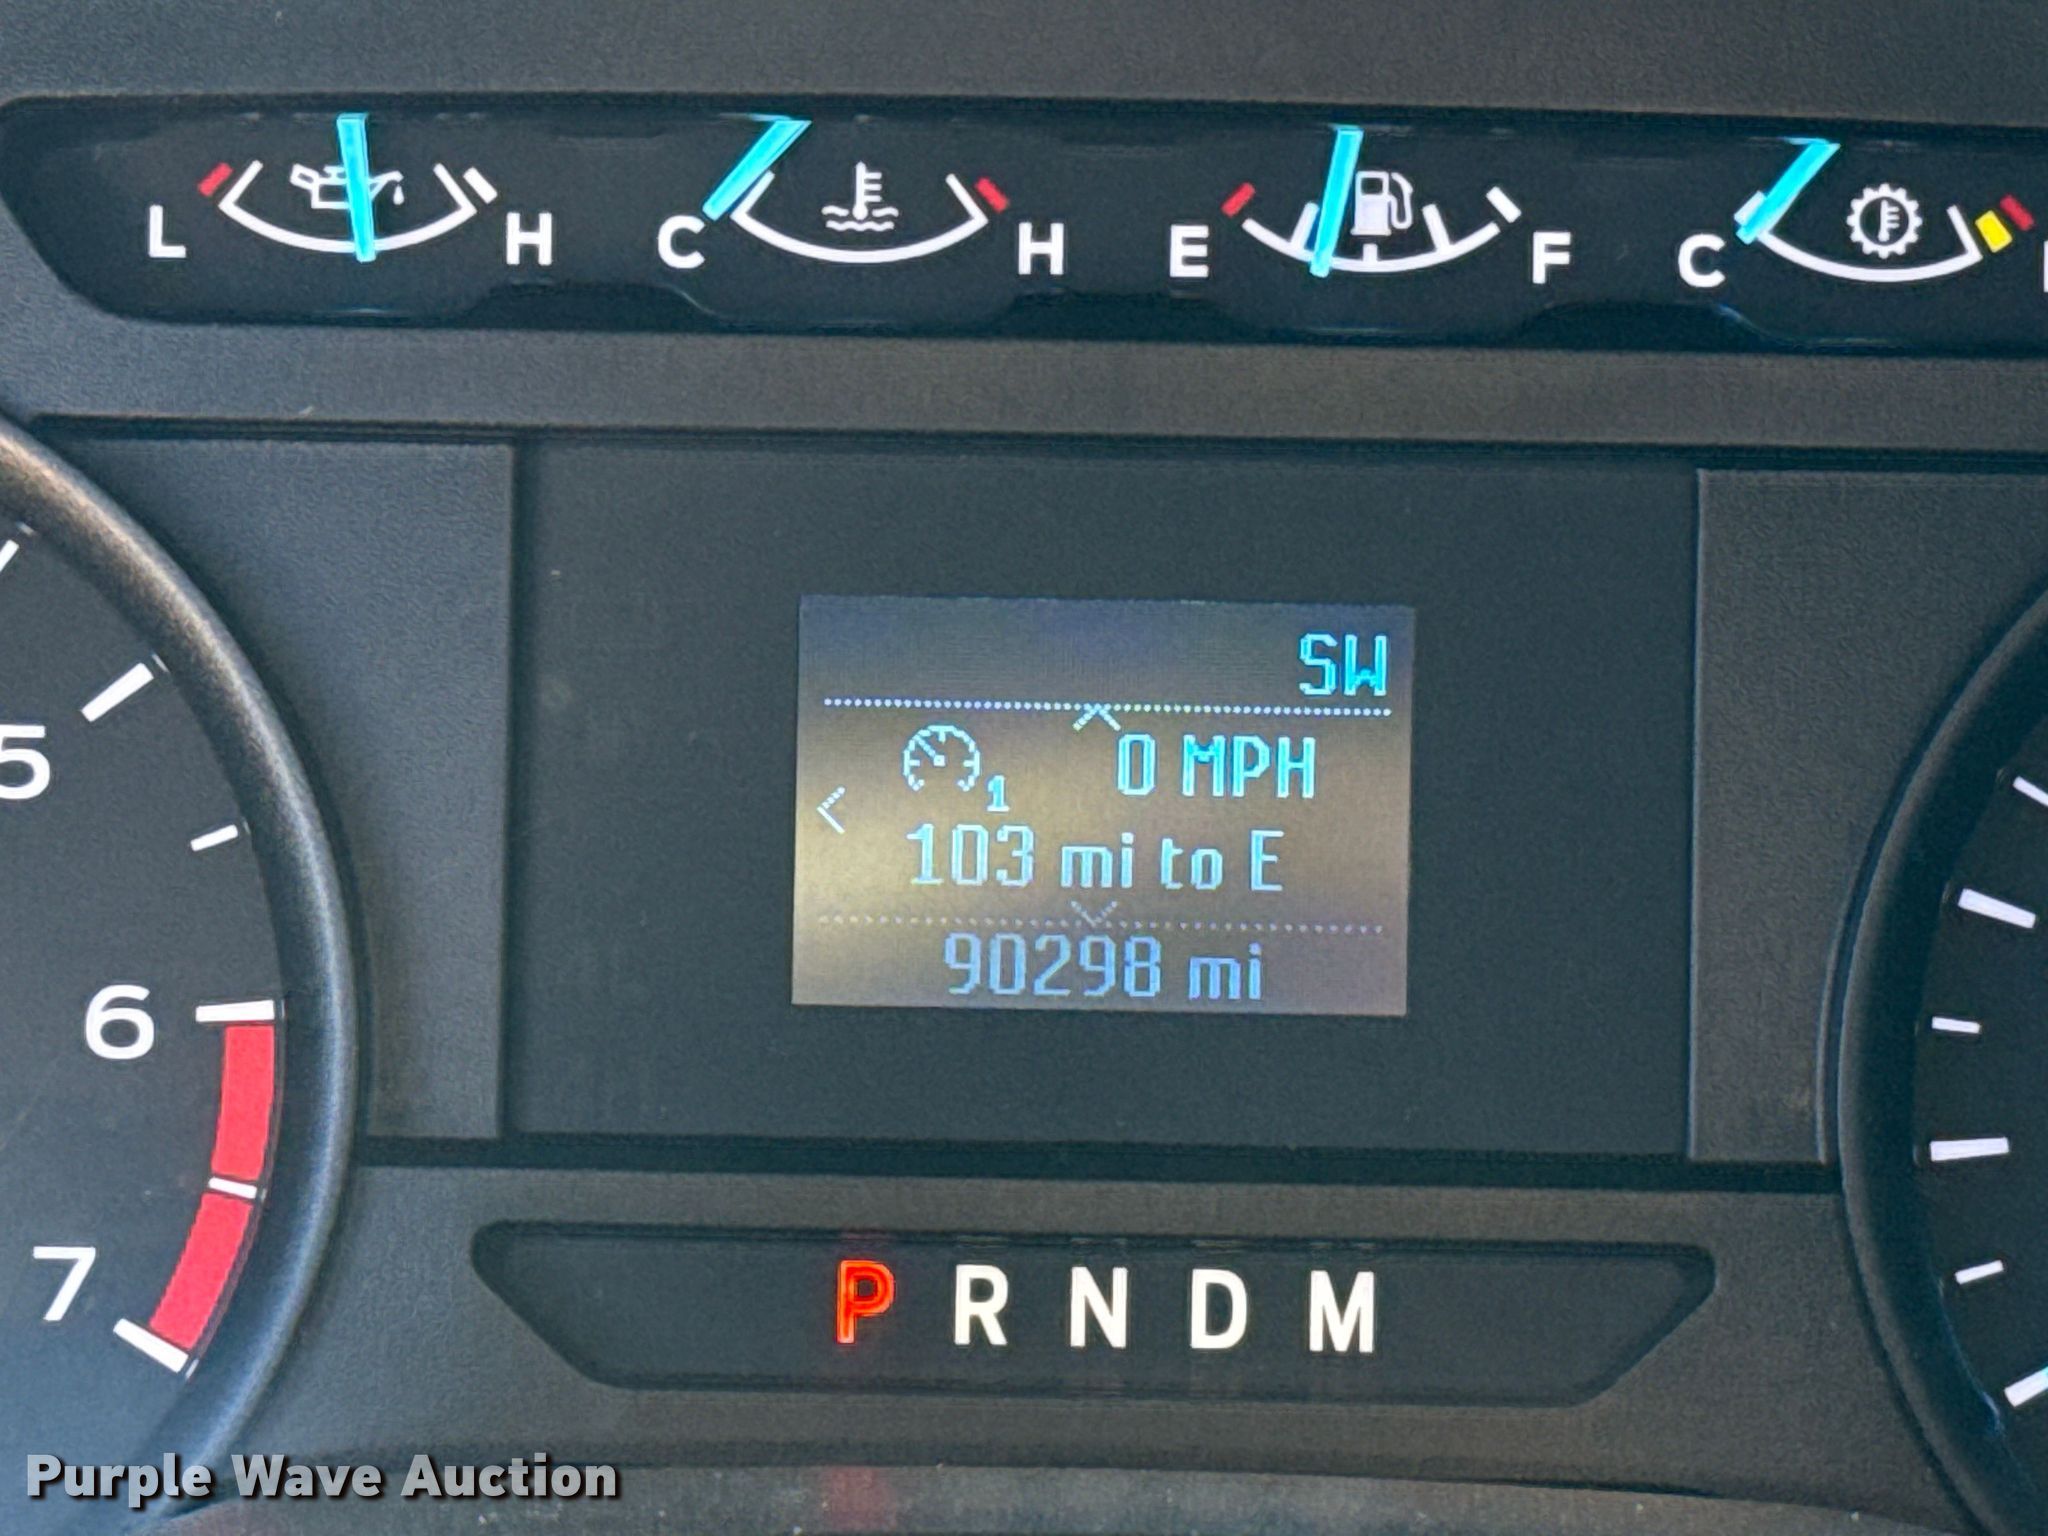 L H C H E F C
SW
0 MPH
1
103 mi to E
90298 mi
5
6
7
P R N D M
Purple Wave Auction